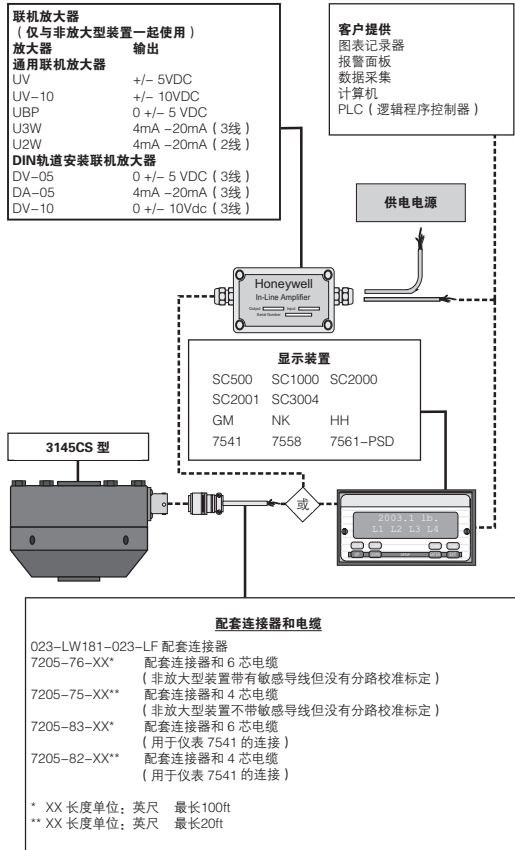 联机放大器
（仅与非放大型装置一起使用）
放大器 输出
通用联机放大器
UV +/- 5VDC
UV-10 +/- 10VDC
UBP 0 +/- 5 VDC
U3W 4mA -20mA（3线）
U2W 4mA -20mA（2线）
DIN轨道安装联机放大器
DV-05 0 +/- 5 VDC（3线）
DA-05 4mA -20mA（3线）
DV-10 0 +/- 10Vdc（3线）
客户提供
图表记录器
报警面板
数据采集
计算机
PLC（逻辑程序控制器）
供电电源
Honeywell
In-Line Amplifier
Output Input
Serial Number
显示装置
SC500 SC1000 SC2000
SC2001 SC3004
GM NK HH
7541 7558 7561-PSD
3145CS 型
或
2003.1 lb.
L1 L2 L3 L4
配套连接器和电缆
023-LW181-023-LF 配套连接器
7205-76-XX* 配套连接器和 6 芯电缆
（非放大型装置带有敏感导线但没有分路校准标定）
7205-75-XX** 配套连接器和 4 芯电缆
（非放大型装置不带敏感导线但没有分路校准标定）
7205-83-XX* 配套连接器和 6 芯电缆
（用于仪表 7541 的连接）
7205-82-XX** 配套连接器和 4 芯电缆
（用于仪表 7541 的连接）
* XX 长度单位：英尺 最长100ft
** XX 长度单位：英尺 最长20ft